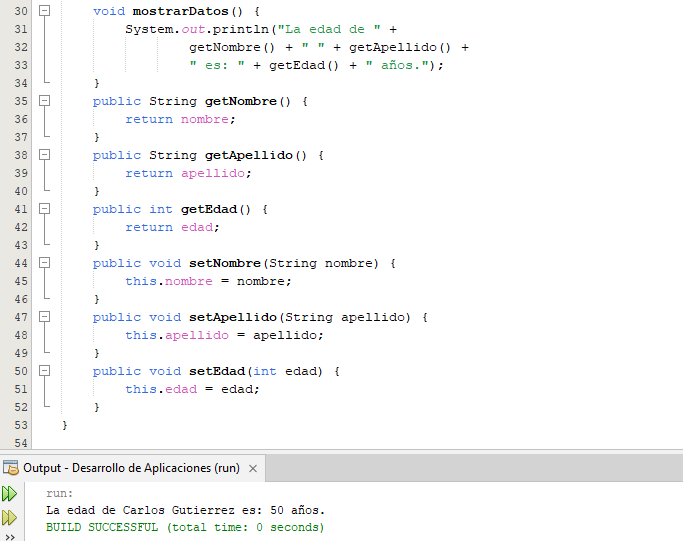 30 void mostrarDatos() {
31 System.out.println("La edad de " +
32 getNombre() + " " + getApellido() +
33 " es: " + getEdad() + " años.");
34 }
35 public String getNombre() {
36 return nombre;
37 }
38 public String getApellido() {
39 return apellido;
40 }
41 public int getEdad() {
42 return edad;
43 }
44 public void setNombre(String nombre) {
45 this.nombre = nombre;
46 }
47 public void setApellido(String apellido) {
48 this.apellido = apellido;
49 }
50 public void setEdad(int edad) {
51 this.edad = edad;
52 }
53 }
54
Output - Desarrollo de Aplicaciones (run) ×
run:
La edad de Carlos Gutierrez es: 50 años.
BUILD SUCCESSFUL (total time: 0 seconds)